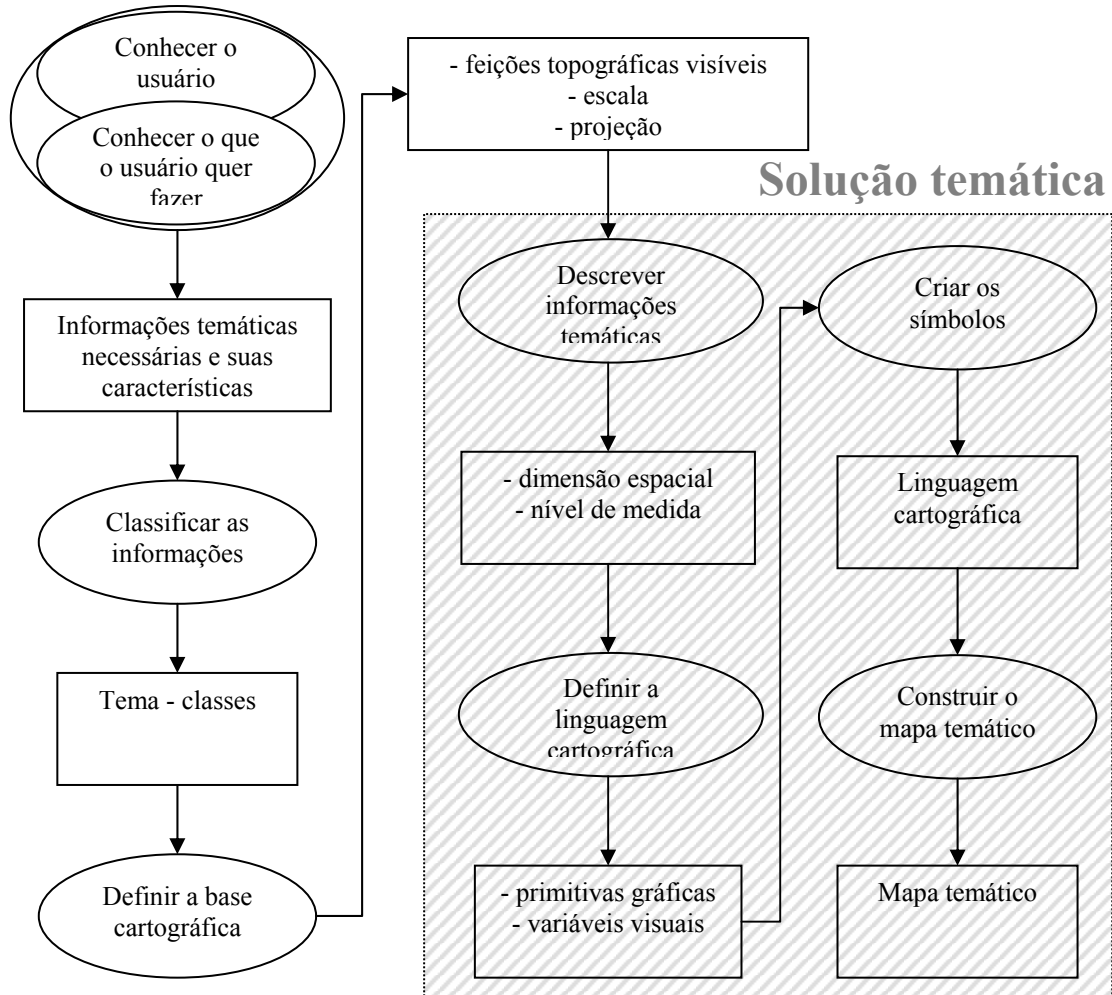 Conhecer o
usuário
Conhecer o que
o usuário quer
fazer
Informações temáticas
necessárias e suas
características
Classificar as
informações
Tema - classes
Definir a base
cartográfica
- feições topográficas visíveis
- escala
- projeção
Solução temática
Descrever
informações
temáticas
- dimensão espacial
- nível de medida
Definir a
linguagem
cartográfica
- primitivas gráficas
- variáveis visuais
Criar os
símbolos
Linguagem
cartográfica
Construir o
mapa temático
Mapa temático